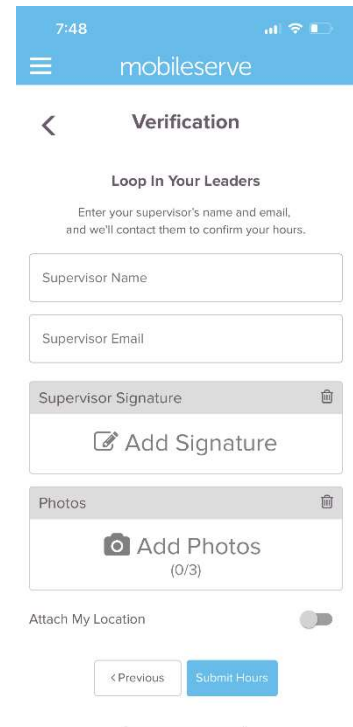 7:48
mobileserve
Verification
Loop In Your Leaders
Enter your supervisor's name and email,
and we'll contact them to confirm your hours.
Supervisor Name
Supervisor Email
Supervisor Signature
Add Signature
Photos
Add Photos
(0/3)
Attach My Location
< Previous
Submit Hours